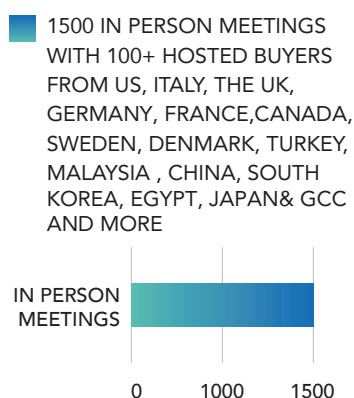 1500 IN PERSON MEETINGS
WITH 100+ HOSTED BUYERS
FROM US, ITALY, THE UK,
GERMANY, FRANCE,CANADA,
SWEDEN, DENMARK, TURKEY,
MALAYSIA , CHINA, SOUTH
KOREA, EGYPT, JAPAN& GCC
AND MORE
IN PERSON
MEETINGS
0 1000 1500